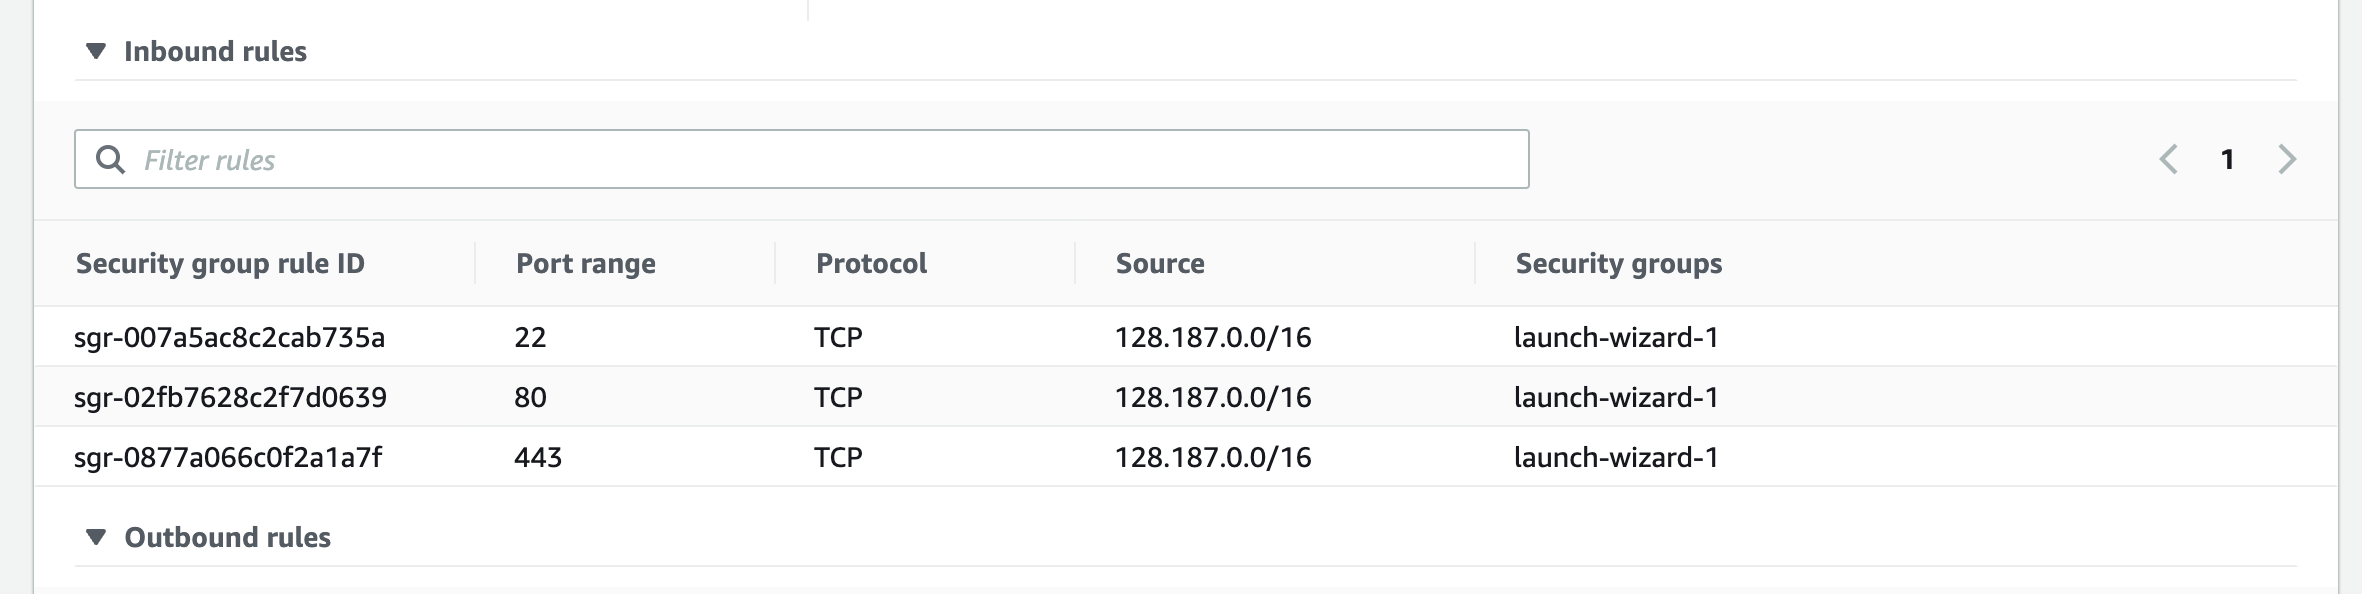 Inbound rules
Filter rules
1
Security group rule ID Port range Protocol Source Security groups
sgr-007a5ac8c2cab735a 22 TCP 128.187.0.0/16 launch-wizard-1
sgr-02fb7628c2f7d0639 80 TCP 128.187.0.0/16 launch-wizard-1
sgr-0877a066c0f2a1a7f 443 TCP 128.187.0.0/16 launch-wizard-1
Outbound rules